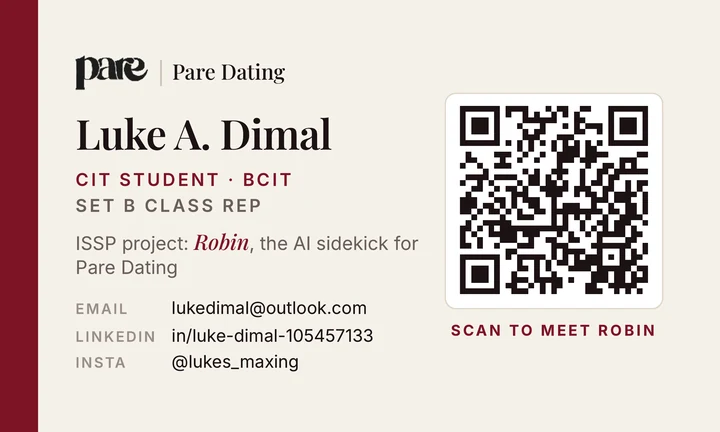 pare | Pare Dating
Luke A. Dimal
CIT STUDENT · BCIT
SET B CLASS REP
ISSP project: Robin, the AI sidekick for
Pare Dating
EMAIL lukedimal@outlook.com
LINKEDIN in/luke-dimal-105457133
INSTA @lukes_maxing
SCAN TO MEET ROBIN